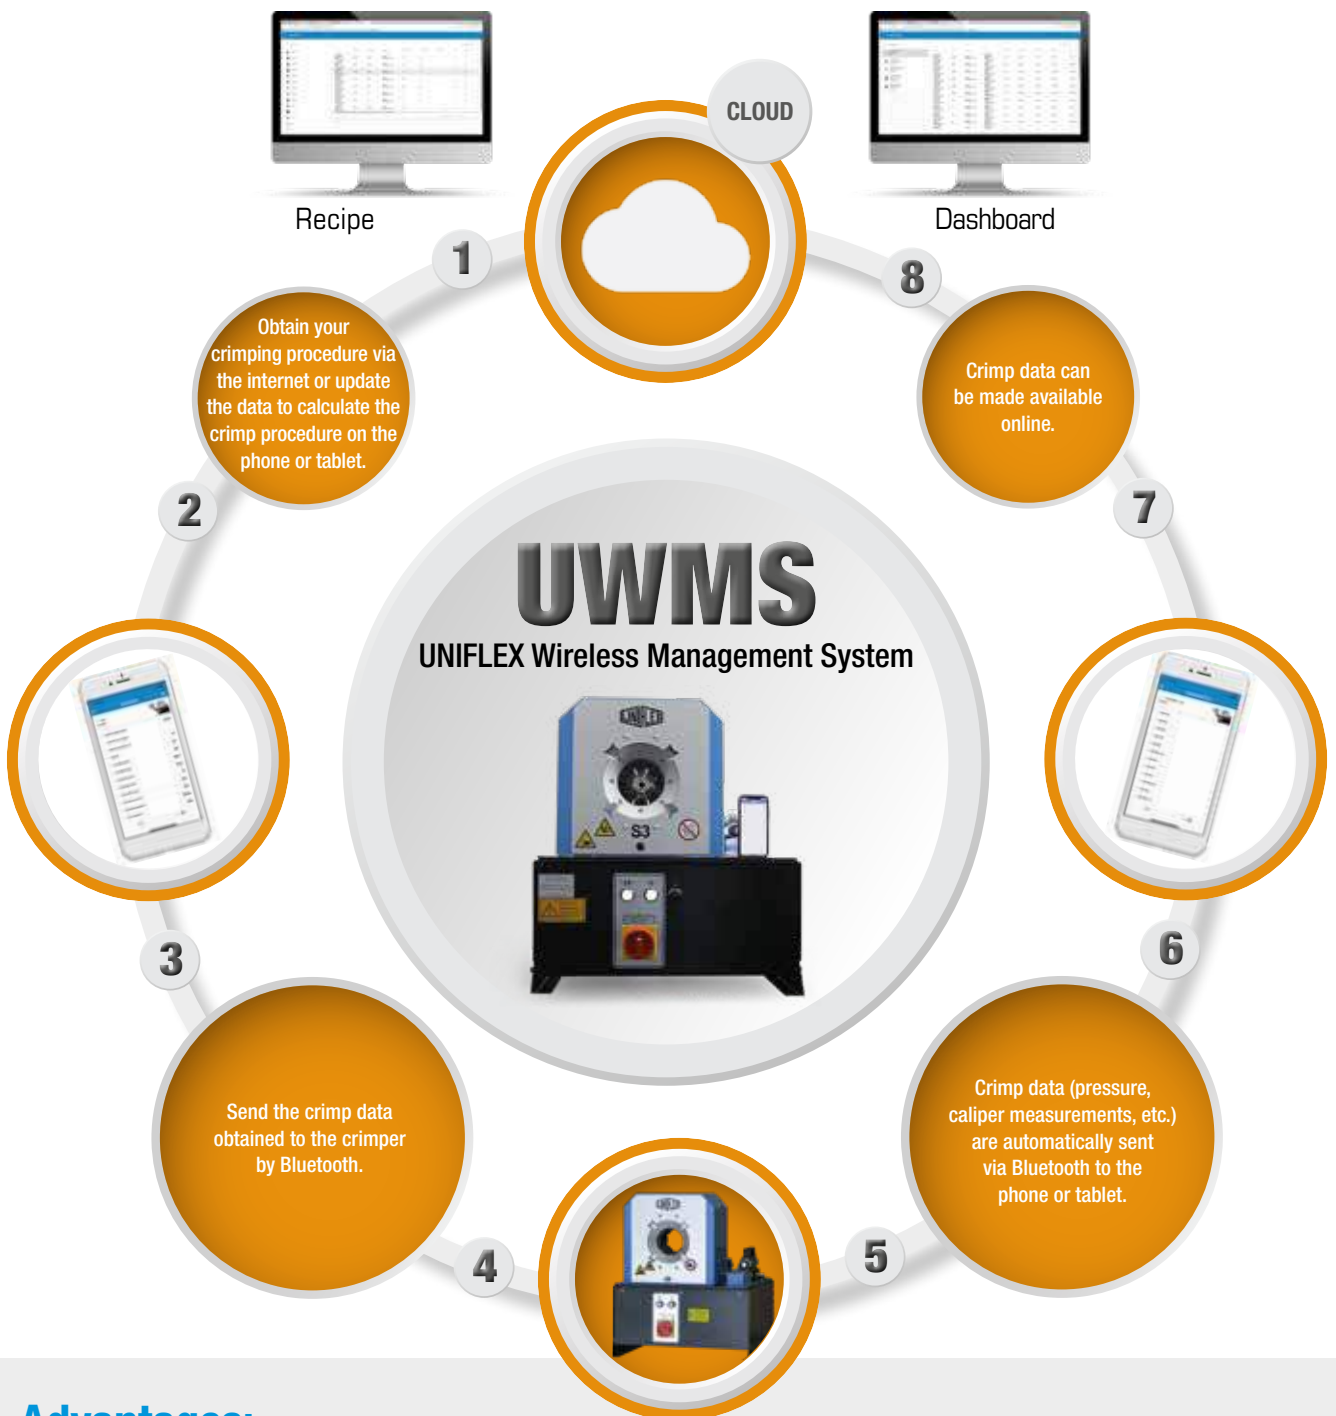 CLOUD
Recipe
Dashboard
1
8
Obtain your
crimping procedure via
the internet or update
the data to calculate the
crimp procedure on the
phone or tablet.
Crimp data can
be made available
online.
2
7
UWMS
UNIFLEX Wireless Management System
UNIFLEX
S3
3
6
Send the crimp data
obtained to the crimper
by Bluetooth.
Crimp data (pressure,
caliper measurements, etc.)
are automatically sent
via Bluetooth to the
phone or tablet.
4
5
Advantages: